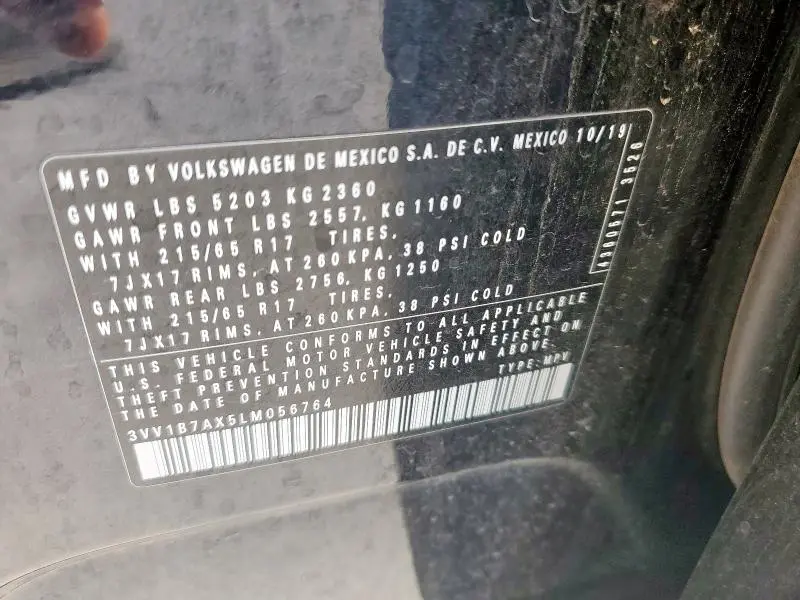 MFD BY VOLKSWAGEN DE MEXICO S.A. DE C.V. MEXICO 10/19
GVWR LBS 5203 KG 2360
GAWR FRONT LBS 2557, KG 1160
WITH 215/65 R17 TIRES,
7JX17 RIMS, AT 260 KPA, 38 PSI COLD
GAWR REAR LBS 2756, KG 1250
WITH 215/65 R17 TIRES,
7JX17 RIMS, AT 260 KPA, 38 PSI COLD
THIS VEHICLE CONFORMS TO ALL APPLICABLE
U.S. FEDERAL MOTOR VEHICLE SAFETY AND
THEFT PREVENTION STANDARDS IN EFFECT ON
THE DATE OF MANUFACTURE SHOWN ABOVE.
TYPE: MPV
3VV1B7AX5LM056764
4390571 3520